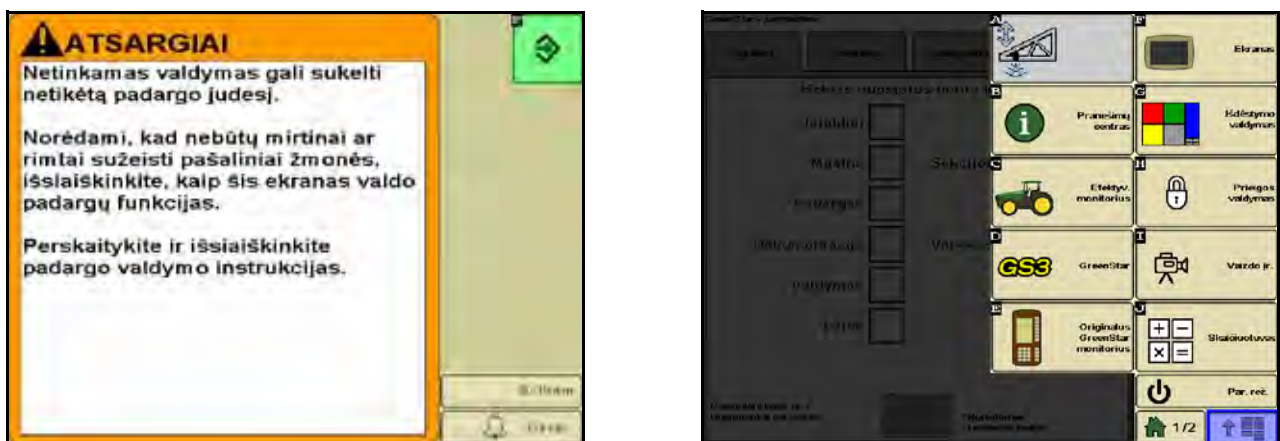 ATSARGIAI
Netinkamas valdymas gali sukelti
netikėtą padargo judesį.
Norėdami, kad nebūtų mirtinai ar
rimtai sužeisti pašaliniai žmonės,
išsiaiškinkite, kaip šis ekranas valdo
padargų funkcijas.
Perskaitykite ir išsiaiškinkite
padargo valdymo instrukcijas.
A
F
Ekranas
B
Pranešimų
centras
G
Išdėstymo
valdymas
C
Efektyv.
monitorius
H
Prieigos
valdymas
D
GS3
GreenStar
I
Vaizdo įr.
E
Originalus
GreenStar
monitorius
J
Skaičiuotuvas
Par. rež.
1/2
Padargas
Valdymas